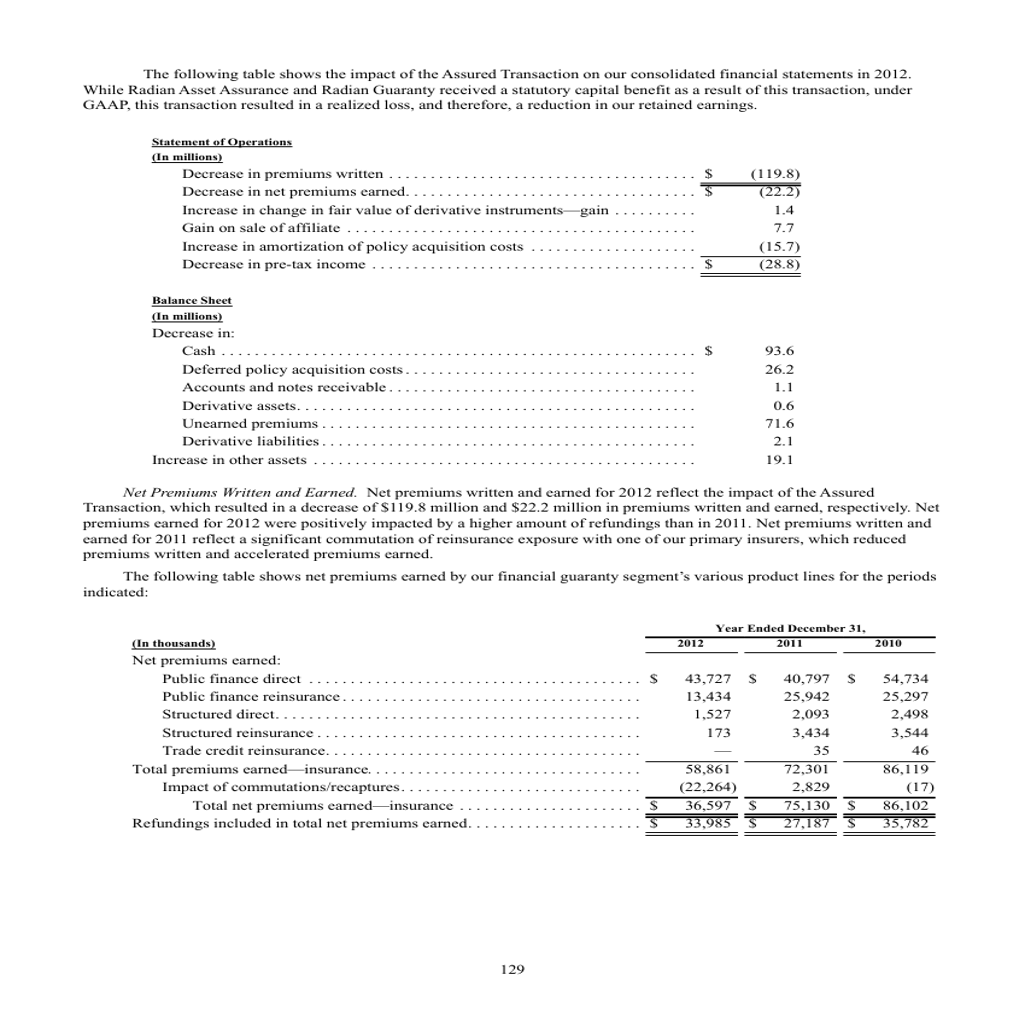 The following table shows the impact of the Assured Transaction on our consolidated financial statements in 2012.
While Radian Asset Assurance and Radian Guaranty received a statutory capital benefit as a result of this transaction, under
GAAP, this transaction resulted in a realized loss, and therefore, a reduction in our retained earnings.
Statement of Operations
(In millions)
Decrease in premiums written . . . . . . . . . . . . . . . . . . . . $ (119.8)
Decrease in net premiums earned. . . . . . . . . . . . . . . . . . . . $ (22.2)
Increase in change in fair value of derivative instruments—gain . . . . . . . . . . 1.4
Gain on sale of affiliate . . . . . . . . . . . . . . . . . . . . 7.7
Increase in amortization of policy acquisition costs . . . . . . . . . . . . . . . . . . . . (15.7)
Decrease in pre-tax income . . . . . . . . . . . . . . . . . . . . $ (28.8)
Balance Sheet
(In millions)
Decrease in:
Cash . . . . . . . . . . . . . . . . . . . . $ 93.6
Deferred policy acquisition costs . . . . . . . . . . . . . . . . . . . . 26.2
Accounts and notes receivable . . . . . . . . . . . . . . . . . . . . 1.1
Derivative assets. . . . . . . . . . . . . . . . . . . . 0.6
Unearned premiums . . . . . . . . . . . . . . . . . . . . 71.6
Derivative liabilities . . . . . . . . . . . . . . . . . . . . 2.1
Increase in other assets . . . . . . . . . . . . . . . . . . . . 19.1
Net Premiums Written and Earned. Net premiums written and earned for 2012 reflect the impact of the Assured
Transaction, which resulted in a decrease of $119.8 million and $22.2 million in premiums written and earned, respectively. Net
premiums earned for 2012 were positively impacted by a higher amount of refundings than in 2011. Net premiums written and
earned for 2011 reflect a significant commutation of reinsurance exposure with one of our primary insurers, which reduced
premiums written and accelerated premiums earned.
The following table shows net premiums earned by our financial guaranty segment's various product lines for the periods
indicated:
Year Ended December 31,
(In thousands) 2012 2011 2010
Net premiums earned:
Public finance direct . . . . . . . . . . . . . . . . . . . . $ 43,727 $ 40,797 $ 54,734
Public finance reinsurance . . . . . . . . . . . . . . . . . . . . 13,434 25,942 25,297
Structured direct. . . . . . . . . . . . . . . . . . . . 1,527 2,093 2,498
Structured reinsurance . . . . . . . . . . . . . . . . . . . . 173 3,434 3,544
Trade credit reinsurance. . . . . . . . . . . . . . . . . . . . — 35 46
Total premiums earned—insurance. . . . . . . . . . . . . . . . . . . . 58,861 72,301 86,119
Impact of commutations/recaptures. . . . . . . . . . . . . . . . . . . . (22,264) 2,829 (17)
Total net premiums earned—insurance . . . . . . . . . . . . . . . . . . . . $ 36,597 $ 75,130 $ 86,102
Refundings included in total net premiums earned. . . . . . . . . . . . . . . . . . . . $ 33,985 $ 27,187 $ 35,782
129